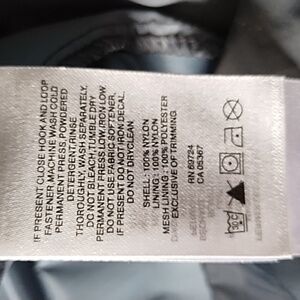 IF PRESENT CLOSE HOOK AND LOOP
FASTENER,MACHINE WASH COLD
PERMANENT PRESS, POWDERED
DETERGENT,RINSE
THOROUGHLY, WASH SEPARATELY,
DO NOT BLEACH,TUMBLE DRY
PERMANENT PRESS/LOW,IRON LOW
DO NOT USE FABRIC SOFTENER,
IF PRESENT DO NOT IRON DECAL,
DO NOT DRYCLEAN
SHELL: 100% NYLON
LINING: 100% NYLON
MESH LINING: 100% POLYESTER
EXCLUSIVE OF TRIMMING
RN 69724
CA 05367